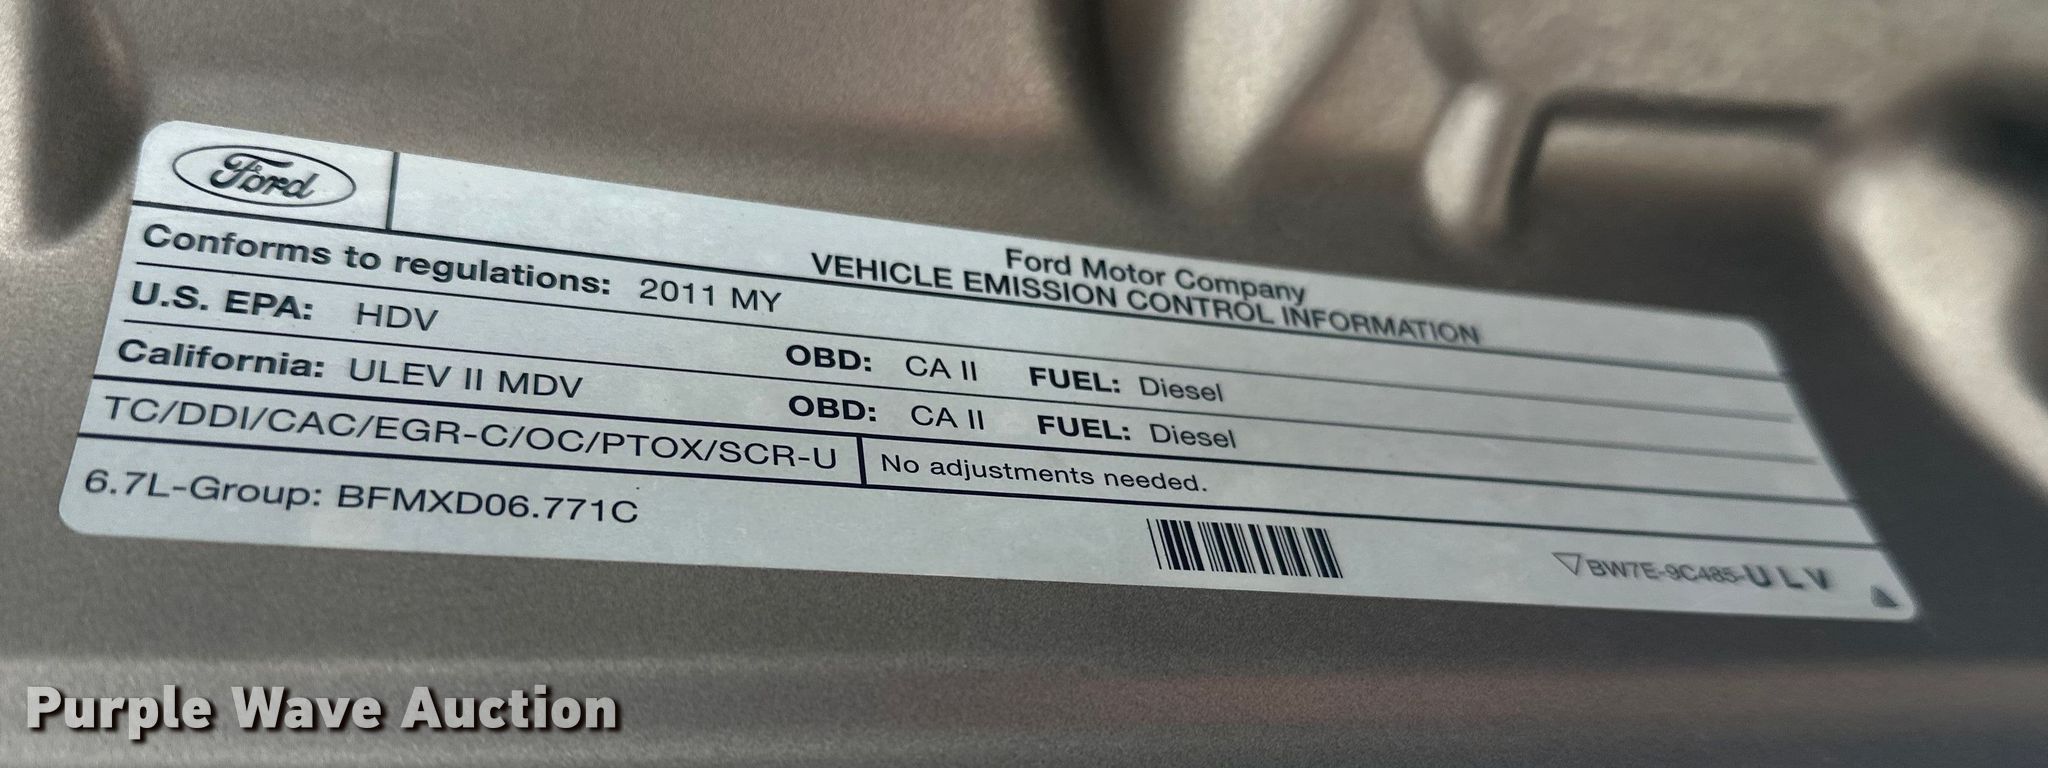 Ford
Ford Motor Company
VEHICLE EMISSION CONTROL INFORMATION
Conforms to regulations: 2011 MY
U.S. EPA: HDV OBD: CA II FUEL: Diesel
California: ULEV II MDV OBD: CA II FUEL: Diesel
TC/DDI/CAC/EGR-C/OC/PTOX/SCR-U No adjustments needed.
6.7L-Group: BFMXD06.771C
BW7E-9C485-ULV
Purple Wave Auction